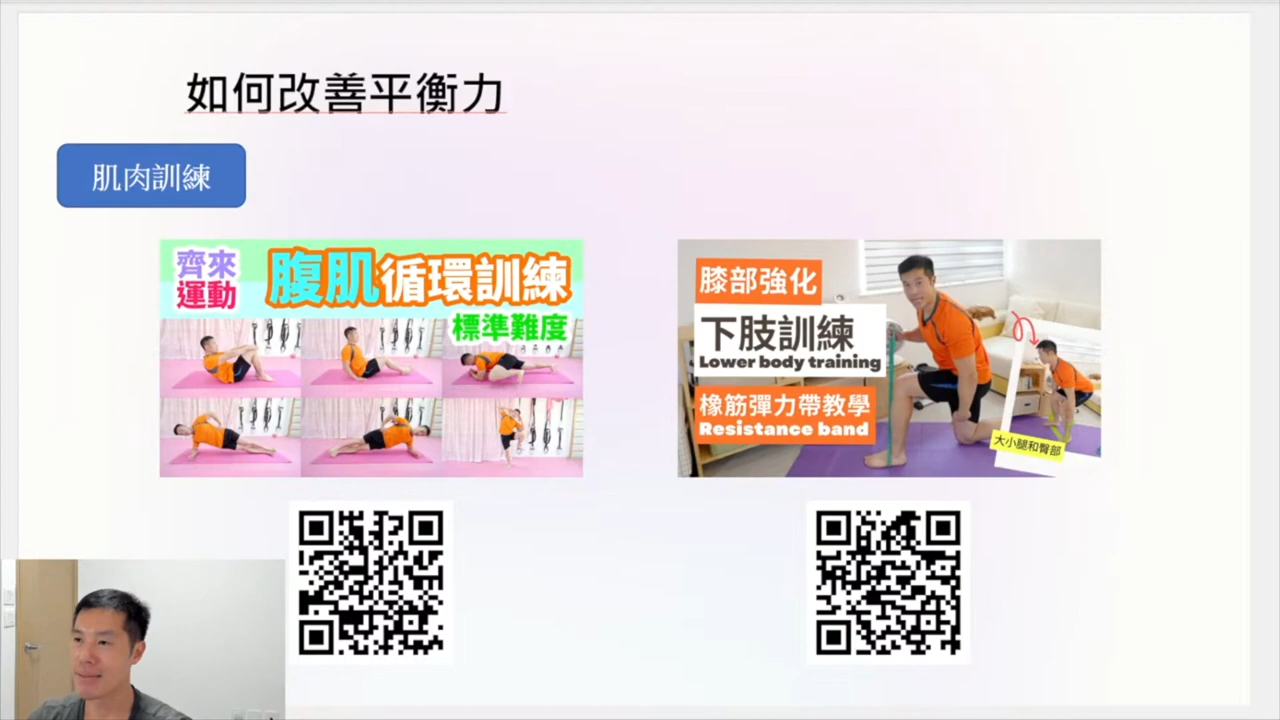 如何改善平衡力
肌肉訓練
齊來
運動
腹肌循環訓練
標準難度
膝部強化
下肢訓練
Lower body training
橡筋彈力帶教學
Resistance band
大小腿和臀部